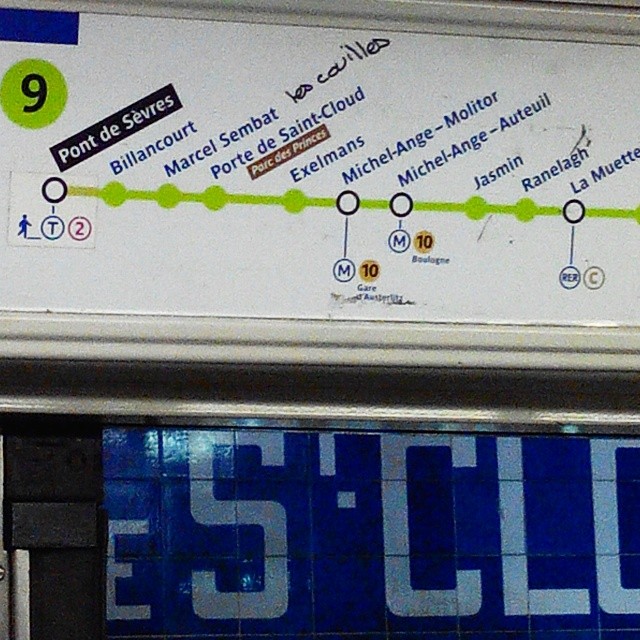 9
Pont de Sèvres
Billancourt
Marcel Sembat les couilles
Porte de Saint-Cloud
Parc des Princes
Exelmans
Michel-Ange-Molitor
Michel-Ange-Auteuil
Jasmin
Ranelagh
La Muette
T 2
M 10
Boulogne
M 10
Gare
d'Austerlitz
RER C
E S T CLO